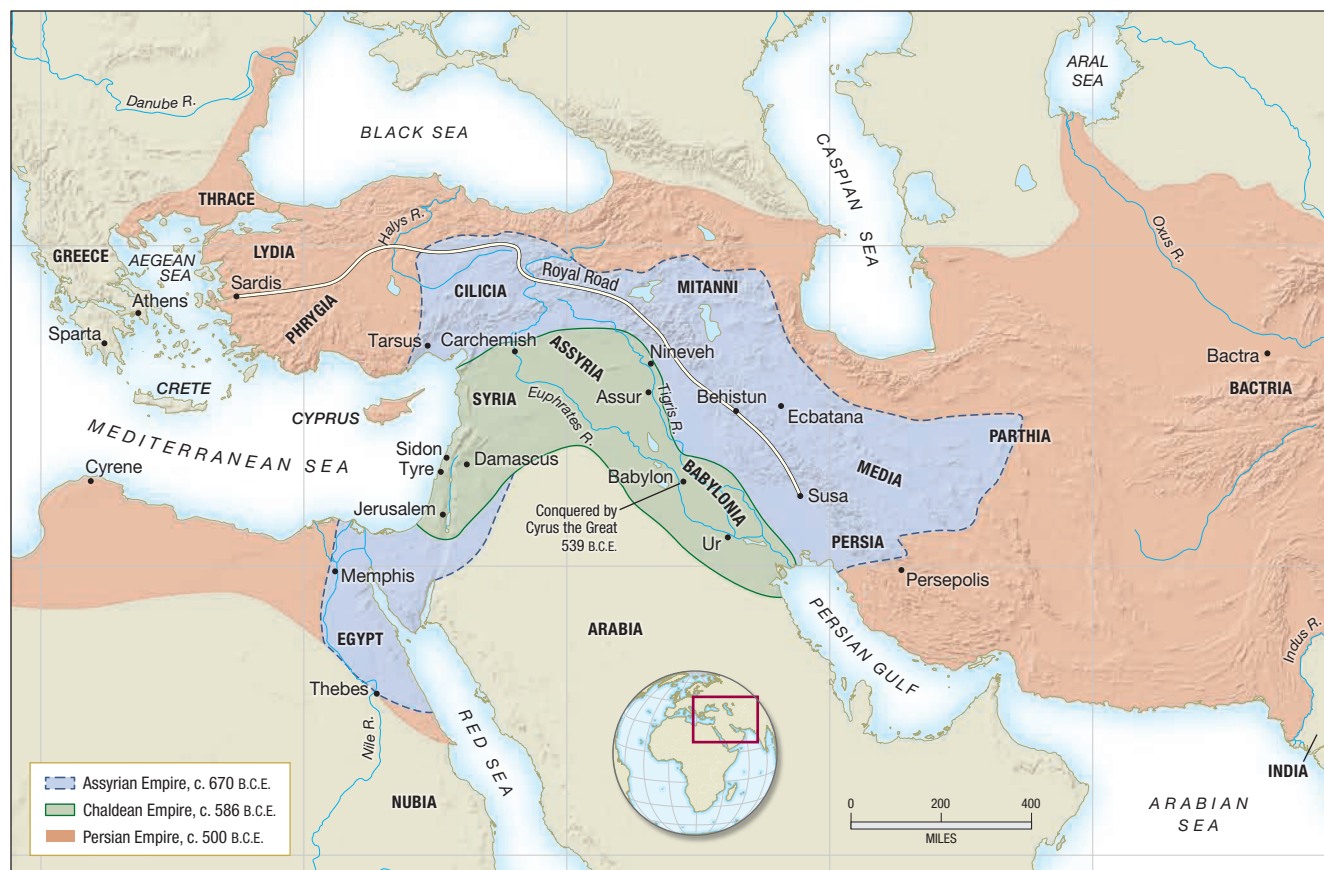 Danube R.
BLACK SEA
ARAL
SEA
CASPIAN SEA
THRACE
Halys R.
Oxus R.
GREECE
AEGEAN
SEA
LYDIA
Sardis
Royal Road
MITANNI
CILICIA
Athens
PHRYGIA
Sparta
Tarsus
Carchemish
ASSYRIA
Nineveh
Bactra
BACTRIA
CRETE
CYPRUS
SYRIA
Euphrates R.
Assur
Tigris R.
Behistun
Ecbatana
PARTHIA
MEDITERRANEAN SEA
Cyrene
Sidon
Tyre
Damascus
Babylon
BABYLONIA
MEDIA
Susa
Jerusalem
Conquered by
Cyrus the Great
539 B.C.E.
Ur
PERSIA
Persepolis
Memphis
EGYPT
ARABIA
PERSIAN GULF
Indus R.
Thebes
Nile R.
RED SEA
NUBIA
INDIA
ARABIAN
SEA
Assyrian Empire, c. 670 B.C.E.
Chaldean Empire, c. 586 B.C.E.
Persian Empire, c. 500 B.C.E.
0 200 400
MILES